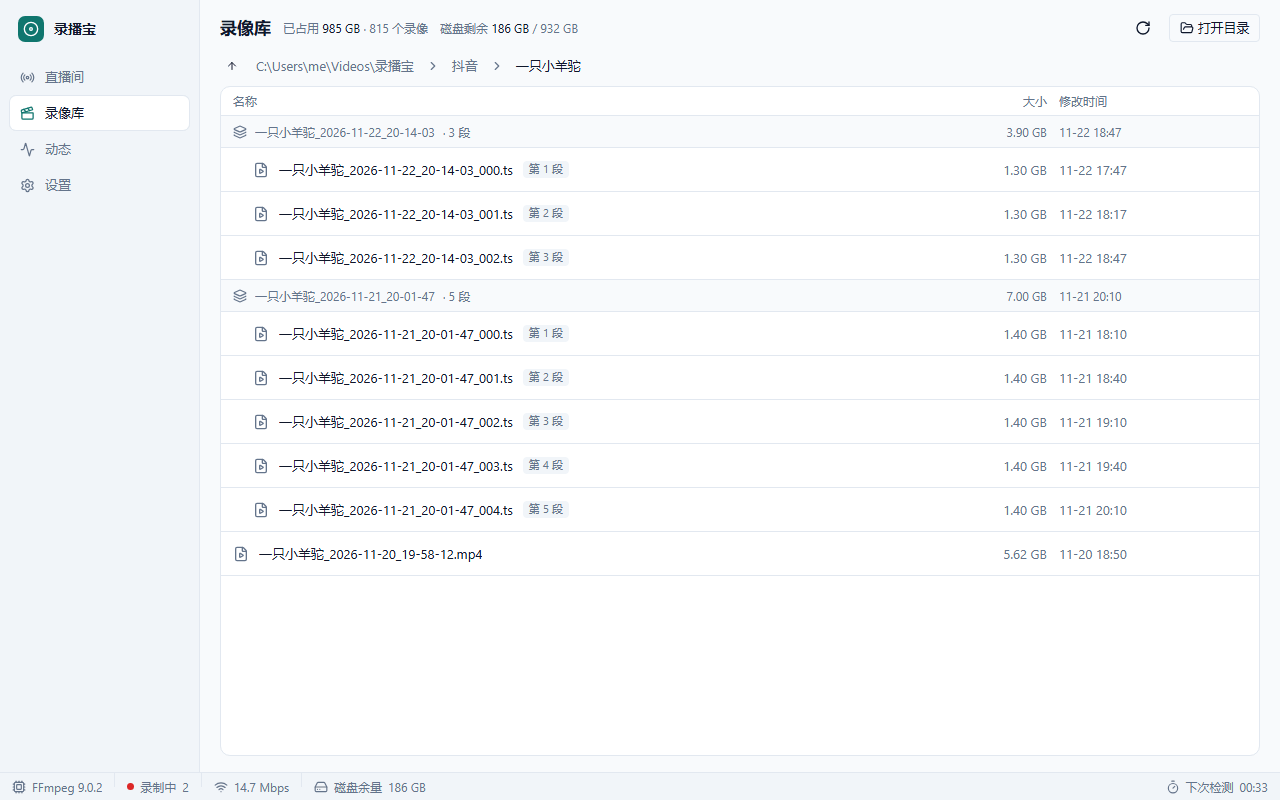 录播宝
直播间
录像库
动态
设置
录像库 已占用 985 GB · 815 个录像 磁盘剩余 186 GB / 932 GB
打开目录
C:\Users\me\Videos\录播宝 > 抖音 > 一只小羊驼
名称 大小 修改时间
一只小羊驼_2026-11-22_20-14-03 · 3 段 3.90 GB 11-22 18:47
一只小羊驼_2026-11-22_20-14-03_000.ts 第 1 段 1.30 GB 11-22 17:47
一只小羊驼_2026-11-22_20-14-03_001.ts 第 2 段 1.30 GB 11-22 18:17
一只小羊驼_2026-11-22_20-14-03_002.ts 第 3 段 1.30 GB 11-22 18:47
一只小羊驼_2026-11-21_20-01-47 · 5 段 7.00 GB 11-21 20:10
一只小羊驼_2026-11-21_20-01-47_000.ts 第 1 段 1.40 GB 11-21 18:10
一只小羊驼_2026-11-21_20-01-47_001.ts 第 2 段 1.40 GB 11-21 18:40
一只小羊驼_2026-11-21_20-01-47_002.ts 第 3 段 1.40 GB 11-21 19:10
一只小羊驼_2026-11-21_20-01-47_003.ts 第 4 段 1.40 GB 11-21 19:40
一只小羊驼_2026-11-21_20-01-47_004.ts 第 5 段 1.40 GB 11-21 20:10
一只小羊驼_2026-11-20_19-58-12.mp4 5.62 GB 11-20 18:50
FFmpeg 9.0.2 录制中 2 14.7 Mbps 磁盘余量 186 GB 下次检测 00:33